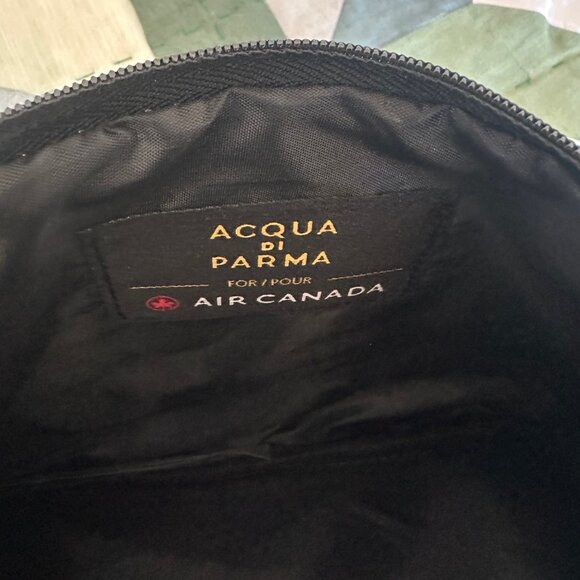 ACQUA
DI
PARMA
FOR / POUR
AIR CANADA